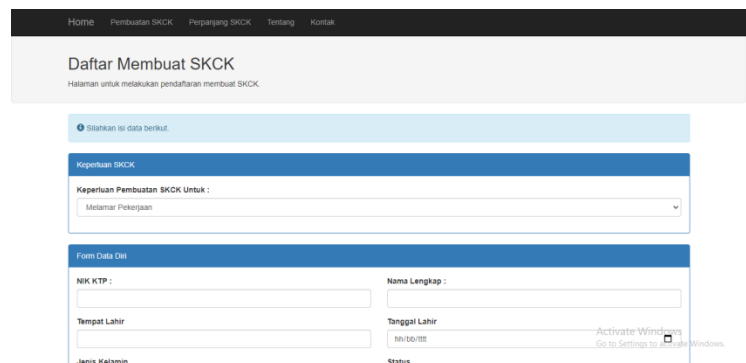 Home Pembuatan SKCK Perpanjang SKCK Tentang Kontak
Daftar Membuat SKCK
Halaman untuk melakukan pendaftaran membuat SKCK.
Silahkan isi data berikut.
Keperluan SKCK
Keperluan Pembuatan SKCK Untuk :
Melamar Pekerjaan
Form Data Diri
NIK KTP : Nama Lengkap :
Tempat Lahir Tanggal Lahir
hh/bb/tttt
Activate Windows
Go to Settings to activate Windows.
Jenis Kelamin Status